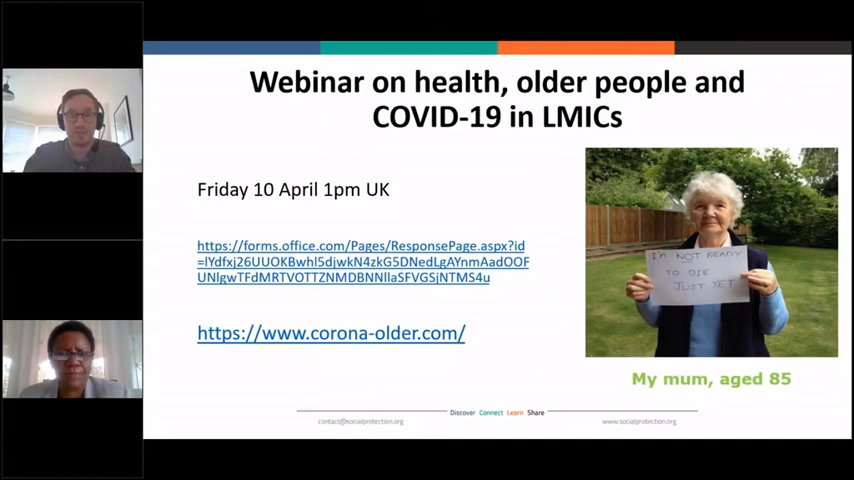 Webinar on health, older people and
COVID-19 in LMICs
Friday 10 April 1pm UK
https://forms.office.com/Pages/ResponsePage.aspx?id
=lYdfxj26UUOKBwhl5djwkN4zkG5DNedLgAYnmAadOOF
UNlgwTFdMRTVOTTZNMDBNNllaSFVGSjNTMS4u
https://www.corona-older.com/
I'm NOT READY
TO DIE
JUST YET
My mum, aged 85
Discover Connect Learn Share
contact@socialprotection.org
www.socialprotection.org